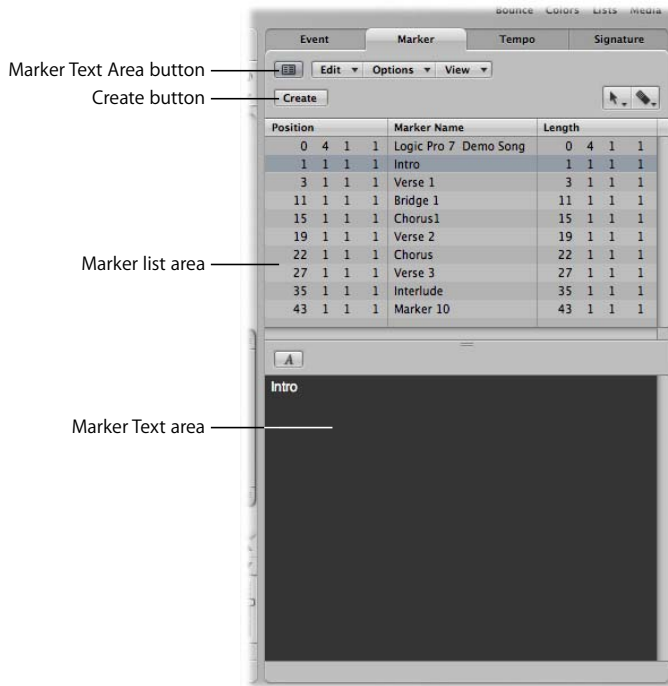 Bounce Colors Lists Media
Event Marker Tempo Signature
Marker Text Area button
Edit Options View
Create button
Create
Position Marker Name Length
0 4 1 1 Logic Pro 7 Demo Song 0 4 1 1
1 1 1 1 Intro 1 1 1 1
3 1 1 1 Verse 1 3 1 1 1
11 1 1 1 Bridge 1 11 1 1 1
15 1 1 1 Chorus1 15 1 1 1
19 1 1 1 Verse 2 19 1 1 1
22 1 1 1 Chorus 22 1 1 1
Marker list area
27 1 1 1 Verse 3 27 1 1 1
35 1 1 1 Interlude 35 1 1 1
43 1 1 1 Marker 10 43 1 1 1
A
Intro
Marker Text area